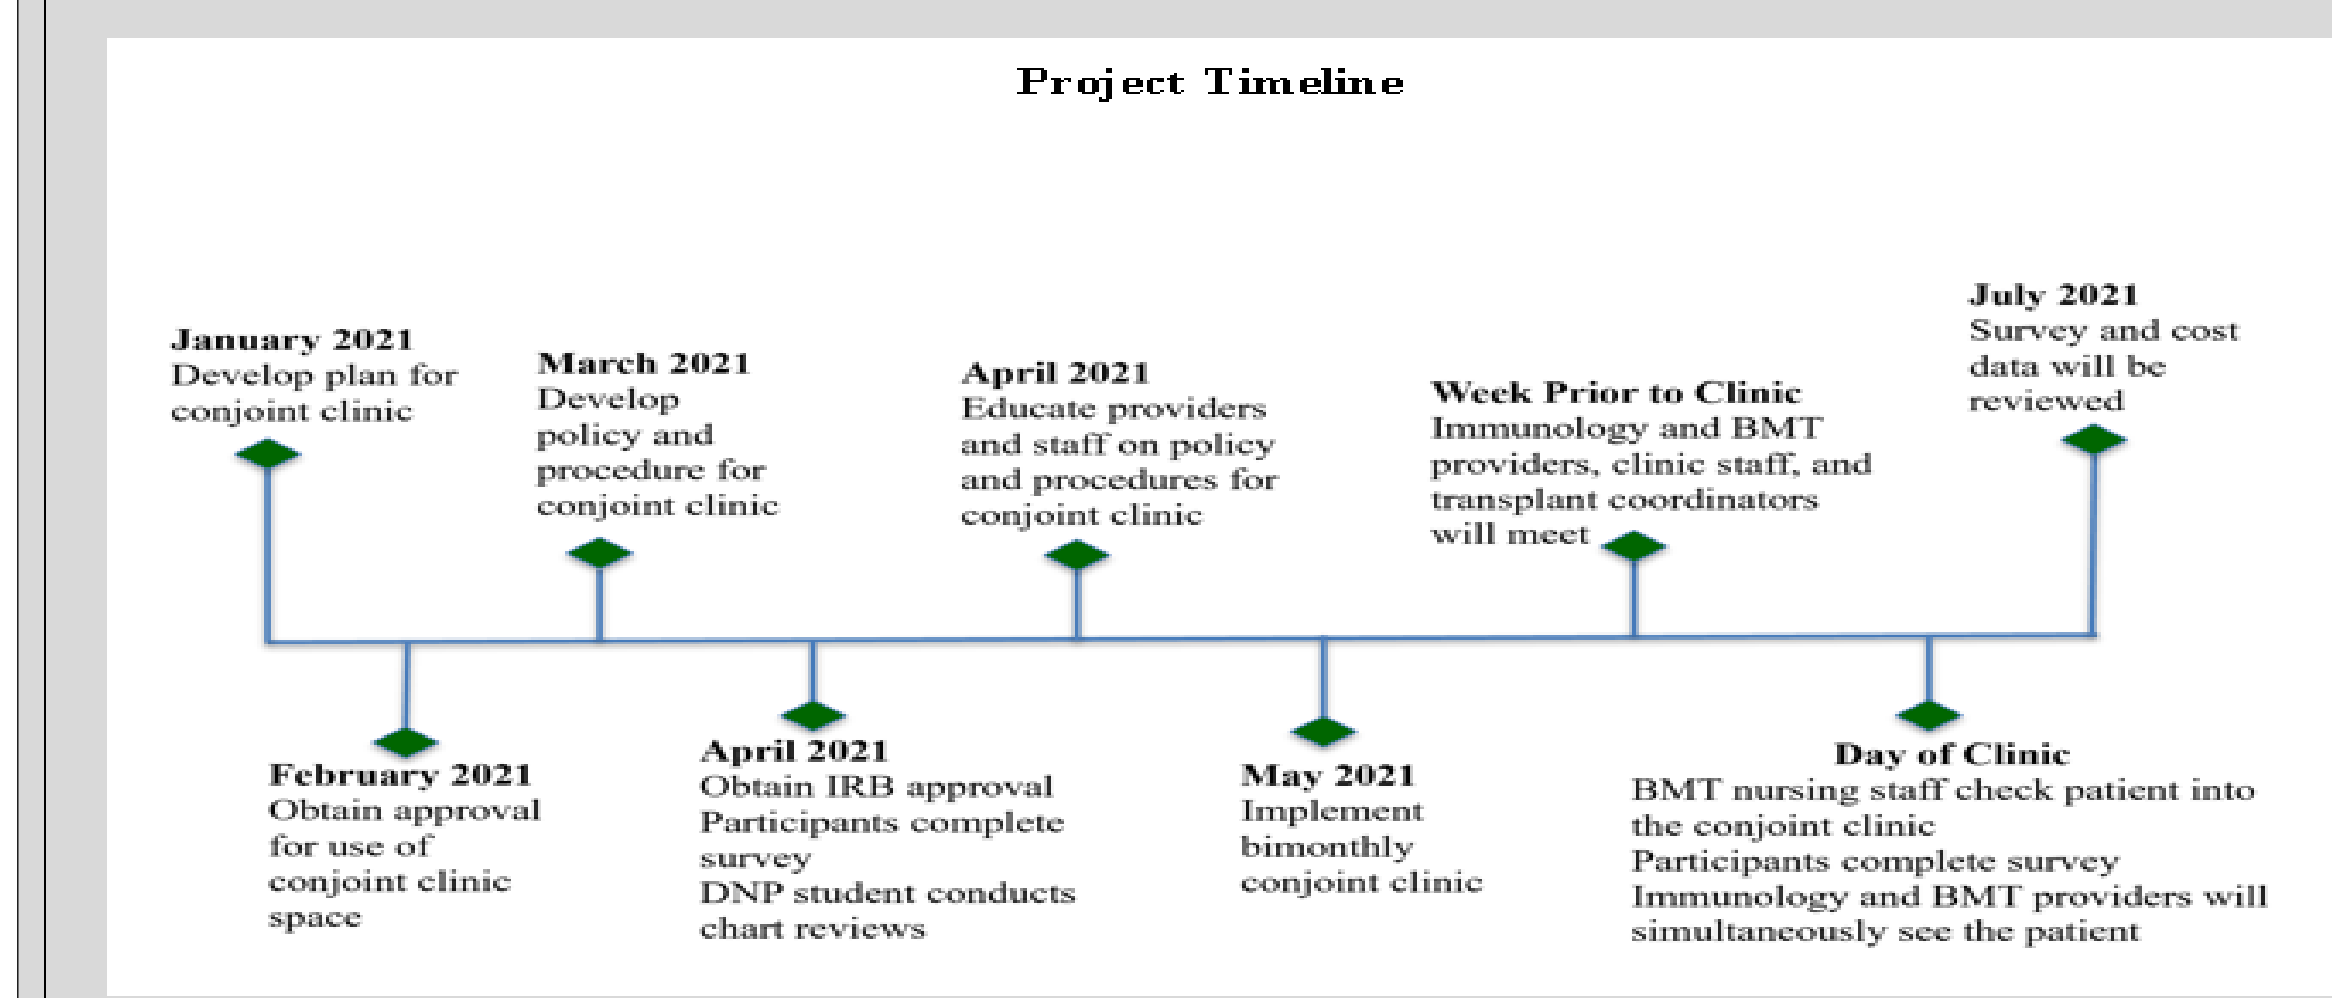 Project Timeline
January 2021
Develop plan for
conjoint clinic
February 2021
Obtain approval
for use of
conjoint clinic
space
March 2021
Develop
policy and
procedure for
conjoint clinic
April 2021
Obtain IRB approval
Participants complete
survey
DNP student conducts
chart reviews
April 2021
Educate providers
and staff on policy
and procedures for
conjoint clinic
May 2021
Implement
bimonthly
conjoint clinic
Week Prior to Clinic
Immunology and BMT
providers, clinic staff, and
transplant coordinators
will meet
Day of Clinic
BMT nursing staff check patient into
the conjoint clinic
Participants complete survey
Immunology and BMT providers will
simultaneously see the patient
July 2021
Survey and cost
data will be
reviewed